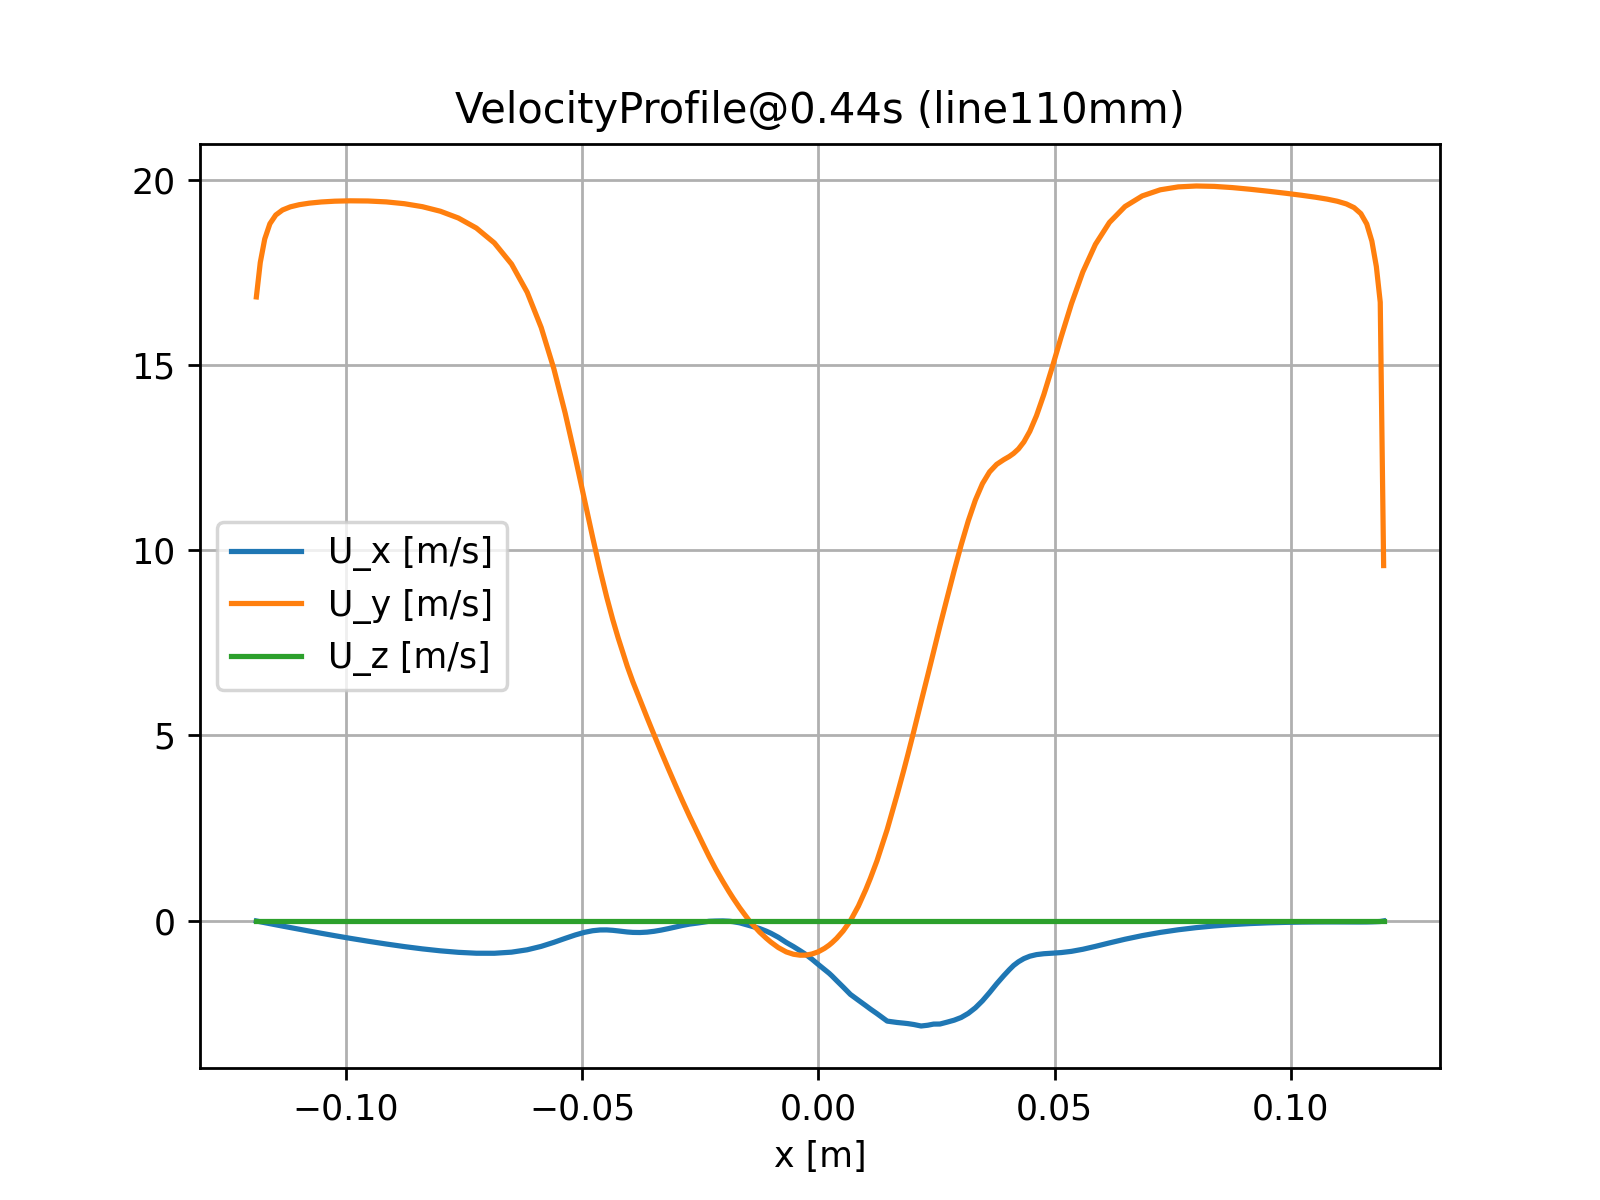 VelocityProfile@0.44s (line110mm)
20
15
10
5
0
U_x [m/s]
U_y [m/s]
U_z [m/s]
−0.10 −0.05 0.00 0.05 0.10
x [m]